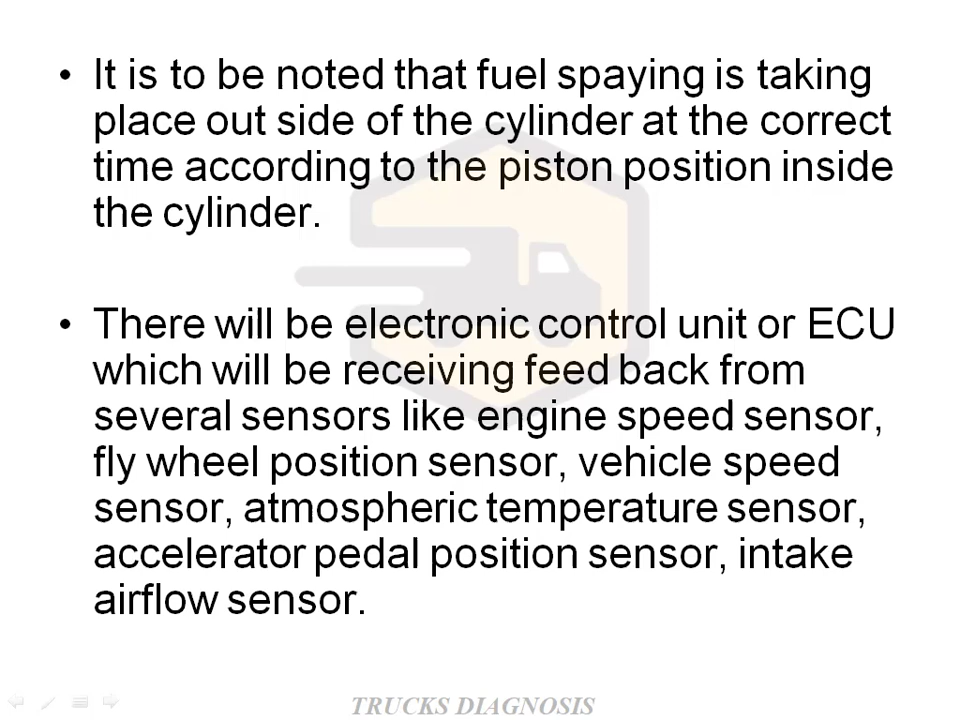 • It is to be noted that fuel spaying is taking
place out side of the cylinder at the correct
time according to the piston position inside
the cylinder.
• There will be electronic control unit or ECU
which will be receiving feed back from
several sensors like engine speed sensor,
fly wheel position sensor, vehicle speed
sensor, atmospheric temperature sensor,
accelerator pedal position sensor, intake
airflow sensor.
TRUCKS DIAGNOSIS